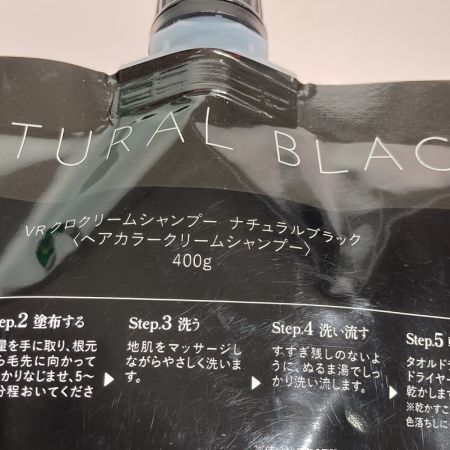 TURAL BLAC
VRクロクリームシャンプー ナチュラルブラック
〈ヘアカラークリームシャンプー〉
400g
tep.2 塗布する
量を手に取り、根元
ら毛先に向かって
かりなじませ、5〜
分程おいてくださ
Step.3 洗う
地肌をマッサージし
ながらやさしく洗いま
す。
Step.4 洗い流す
すすぎ残しのないよ
うに、ぬるま湯でしっ
かり洗い流します。
Step.5
タオルド
ドライヤー
乾かします
※乾かすこ
色落ちしに